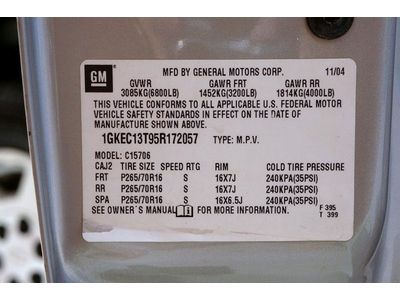 GM
MFD BY GENERAL MOTORS CORP. 11/04
GVWR GAWR FRT GAWR RR
3085KG(6800LB) 1452KG(3200LB) 1814KG(4000LB)
THIS VEHICLE CONFORMS TO ALL APPLICABLE U.S. FEDERAL MOTOR
VEHICLE SAFETY STANDARDS IN EFFECT ON THE DATE OF
MANUFACTURE SHOWN ABOVE.
1GKEC13T95R172057 TYPE: M.P.V.
MODEL: C15706
CAJ2 TIRE SIZE SPEED RTG RIM COLD TIRE PRESSURE
FRT P265/70R16 S 16X7J 240KPA(35PSI)
RR P265/70R16 S 16X7J 240KPA(35PSI)
SPA P265/70R16 S 16X6.5J 240KPA(35PSI)
SEE OWNER'S MANUAL FOR MORE INFORMATION. F 395
T 399